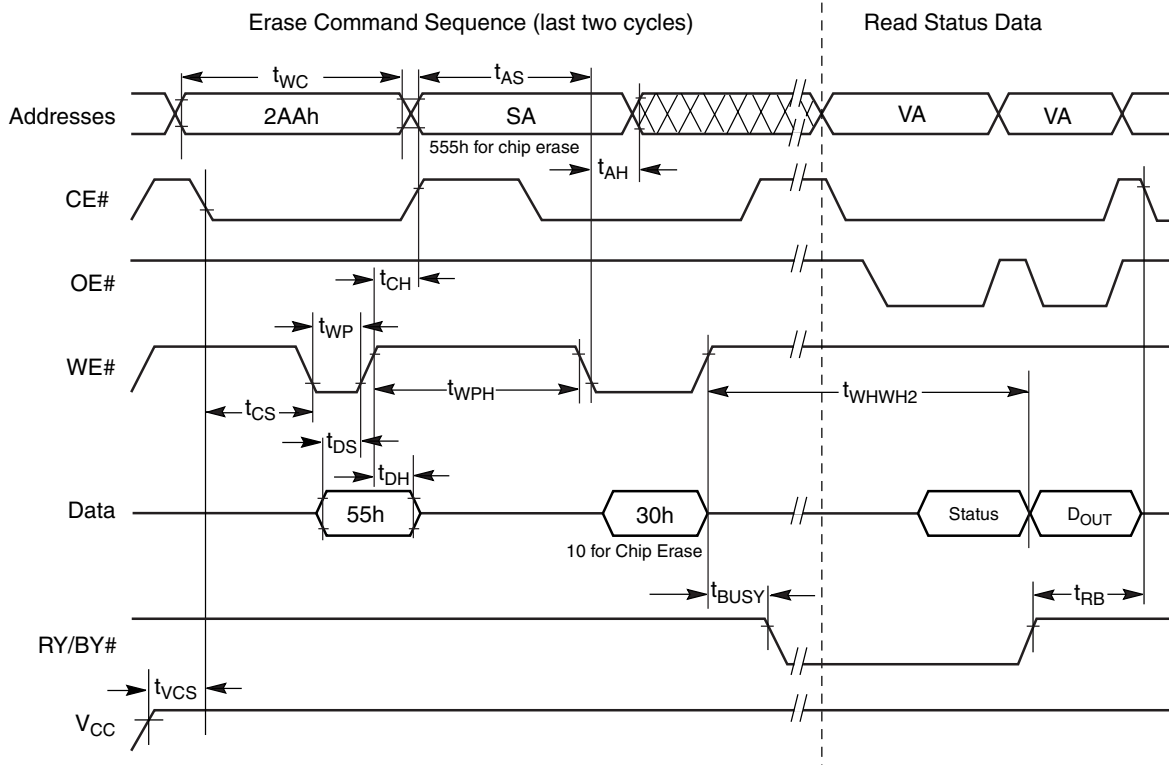 Erase Command Sequence (last two cycles)
Read Status Data
tWC
tAS
Addresses
2AAh
SA
VA
VA
555h for chip erase
tAH
CE#
tCH
OE#
tWP
WE#
tWPH
tWHWH2
tCS
tDS
tDH
Data
55h
30h
Status
DOUT
10 for Chip Erase
tBUSY
tRB
RY/BY#
tVCS
VCC